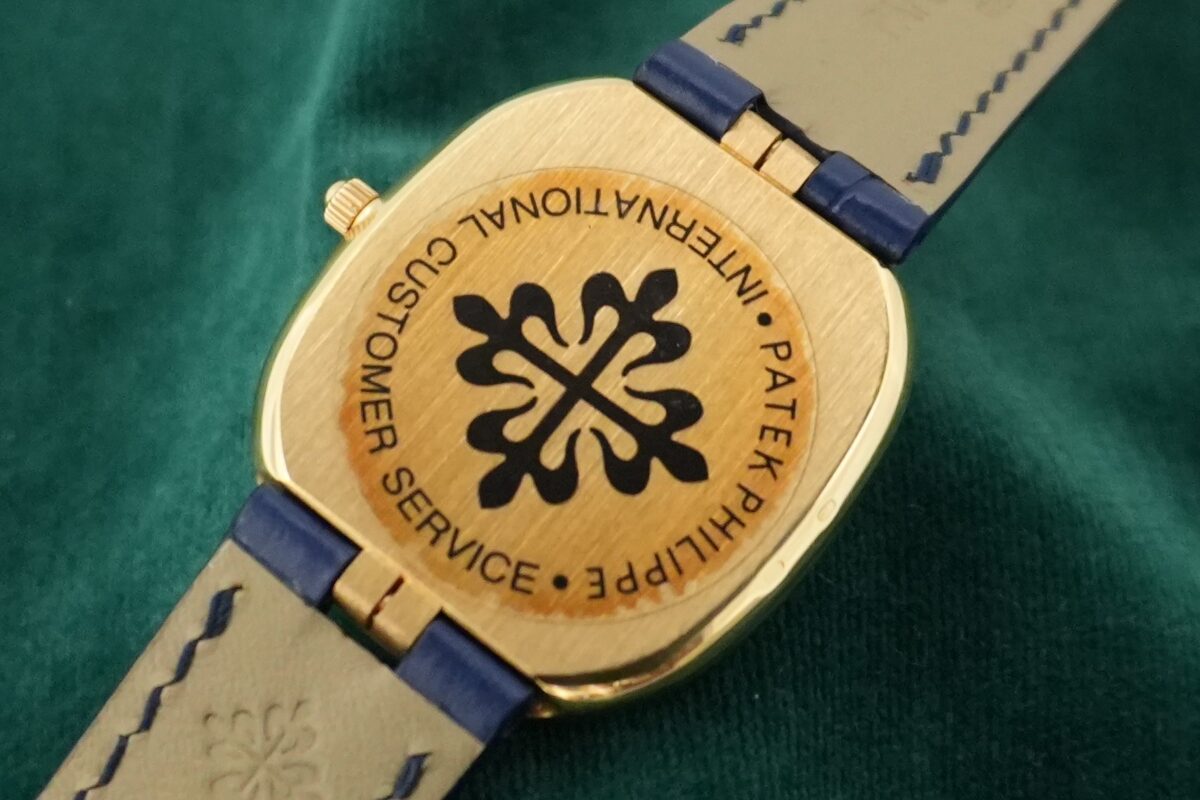 PATEK PHILIPPE • INTERNATIONAL CUSTOMER SERVICE •